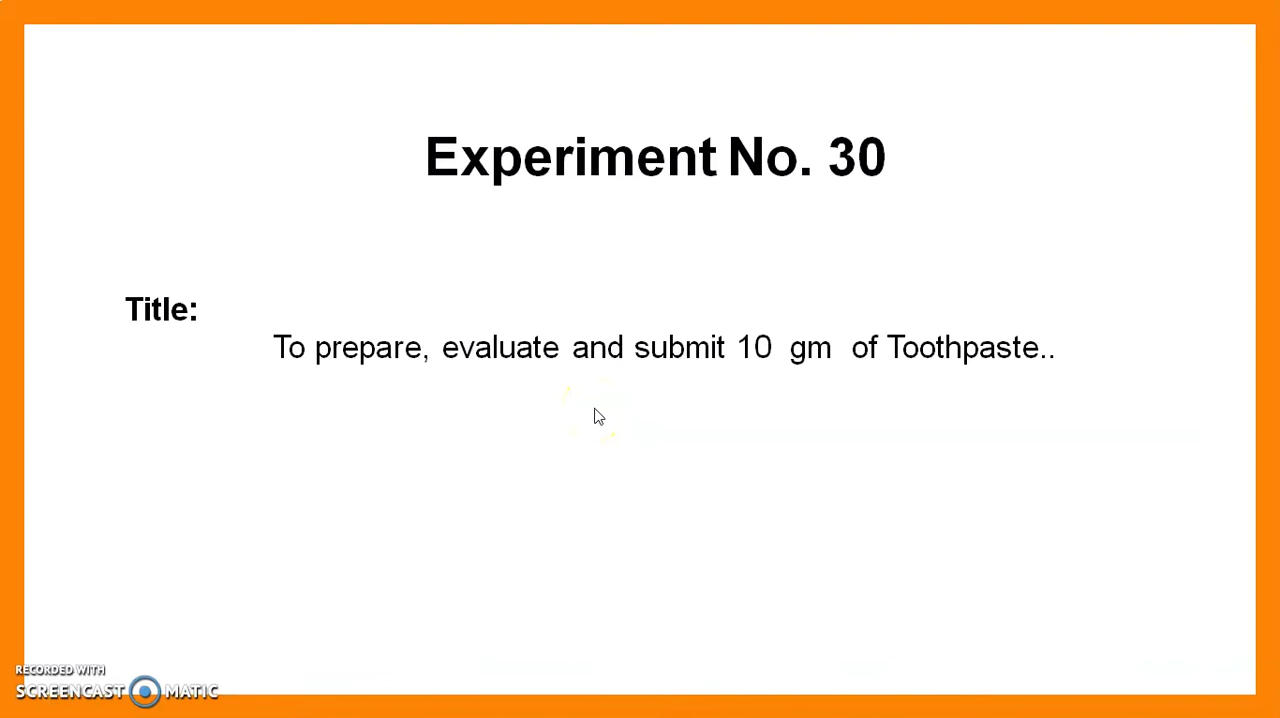 Experiment No. 30
Title:
To prepare, evaluate and submit 10 gm of Toothpaste..
RECORDED WITH
SCREENCAST MATIC